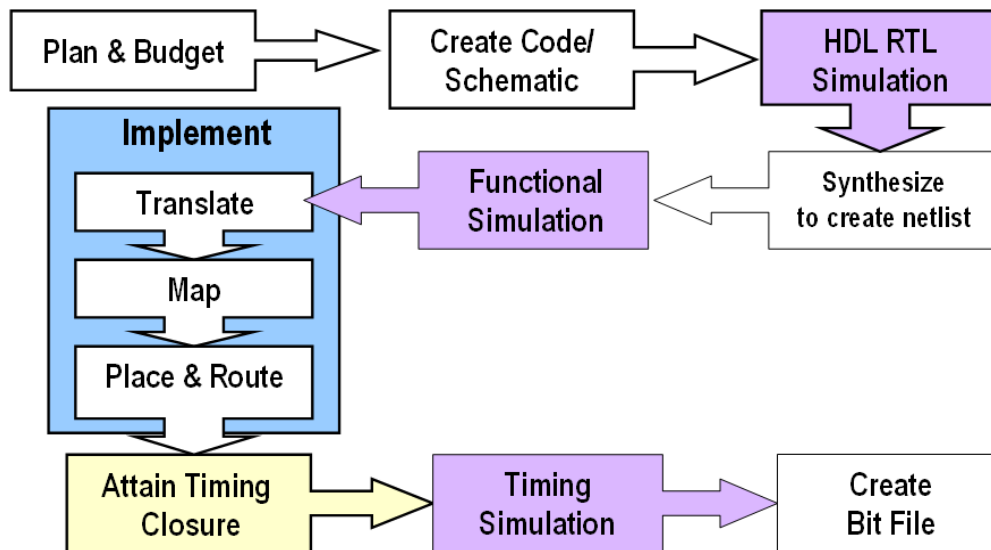 Plan & Budget
Create Code/
Schematic
HDL RTL
Simulation
Implement
Translate
Map
Place & Route
Functional
Simulation
Synthesize
to create netlist
Attain Timing
Closure
Timing
Simulation
Create
Bit File